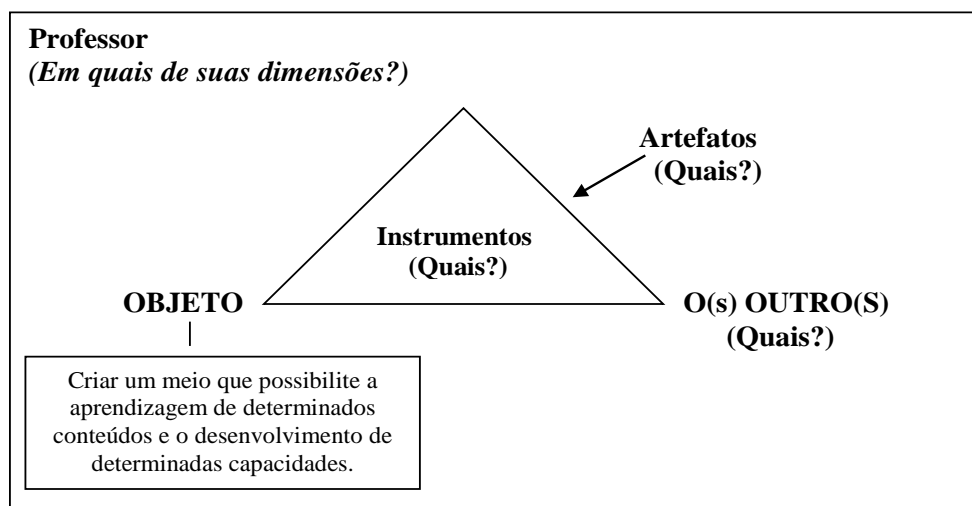 Professor
(Em quais de suas dimensões?)
Artefatos
(Quais?)
Instrumentos
(Quais?)
OBJETO
O(s) OUTRO(S)
(Quais?)
Criar um meio que possibilite a
aprendizagem de determinados
conteúdos e o desenvolvimento de
determinadas capacidades.